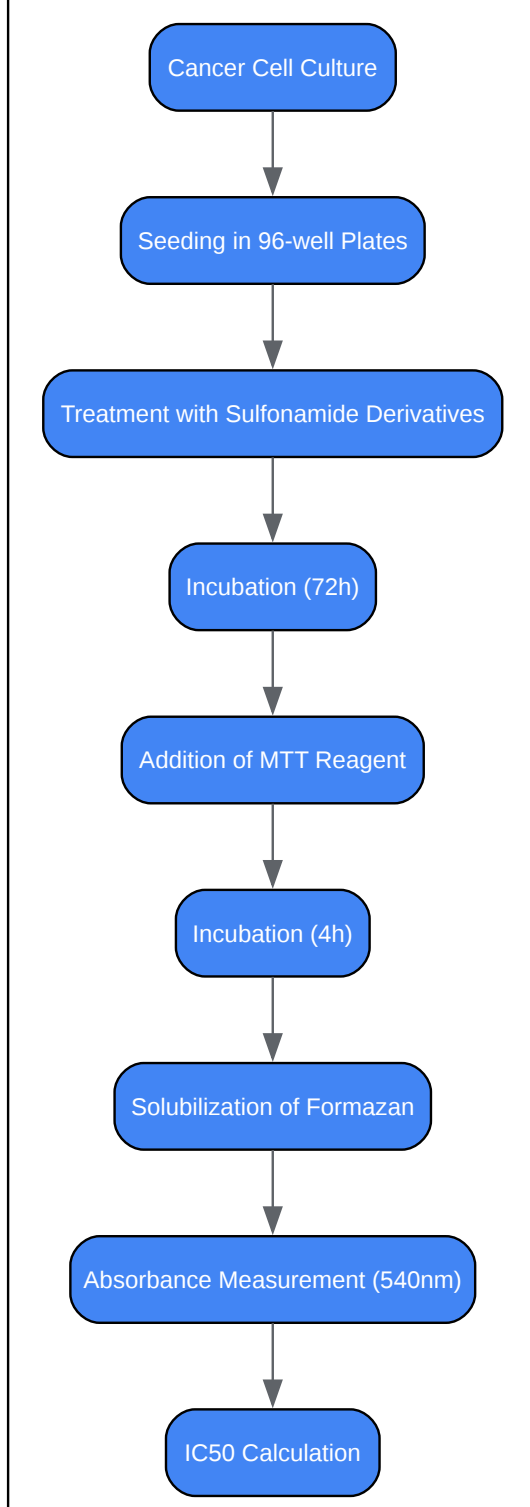 Cancer Cell Culture
Seeding in 96-well Plates
Treatment with Sulfonamide Derivatives
Incubation (72h)
Addition of MTT Reagent
Incubation (4h)
Solubilization of Formazan
Absorbance Measurement (540nm)
IC50 Calculation